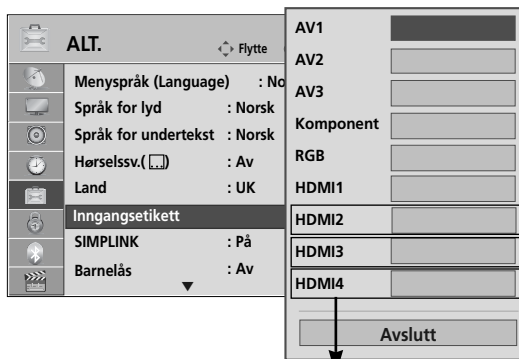 ALT.
Flytte
Menyspråk (Language) : No
Språk for lyd : Norsk
Språk for undertekst : Norsk
Hørselssv.( ) : Av
Land : UK
Inngangsetikett
SIMPLINK : På
Barnelås : Av
AV1
AV2
AV3
Komponent
RGB
HDMI1
HDMI2
HDMI3
HDMI4
Avslutt